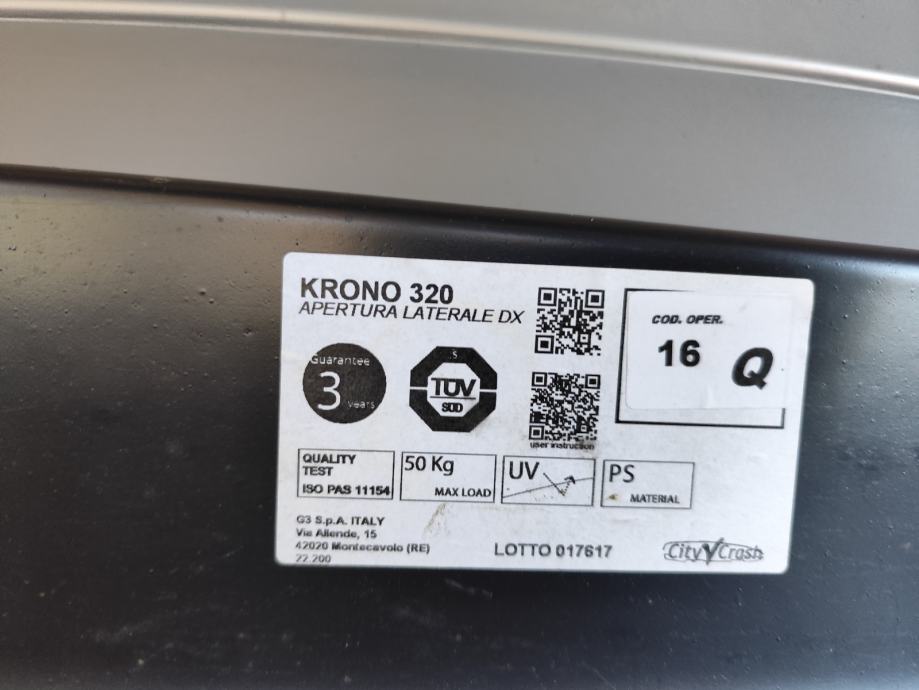 KRONO 320
APERTURA LATERALE DX
COD. OPER.
16 Q
Guarantee
3
years
TÜV
SÜD
user instruction
QUALITY
TEST
ISO PAS 11154
50 Kg
MAX LOAD
UV
PS
MATERIAL
G3 S.p.A. ITALY
Via Allende, 15
42020 Montecavolo (RE)
22.200
LOTTO 017617
City Crash